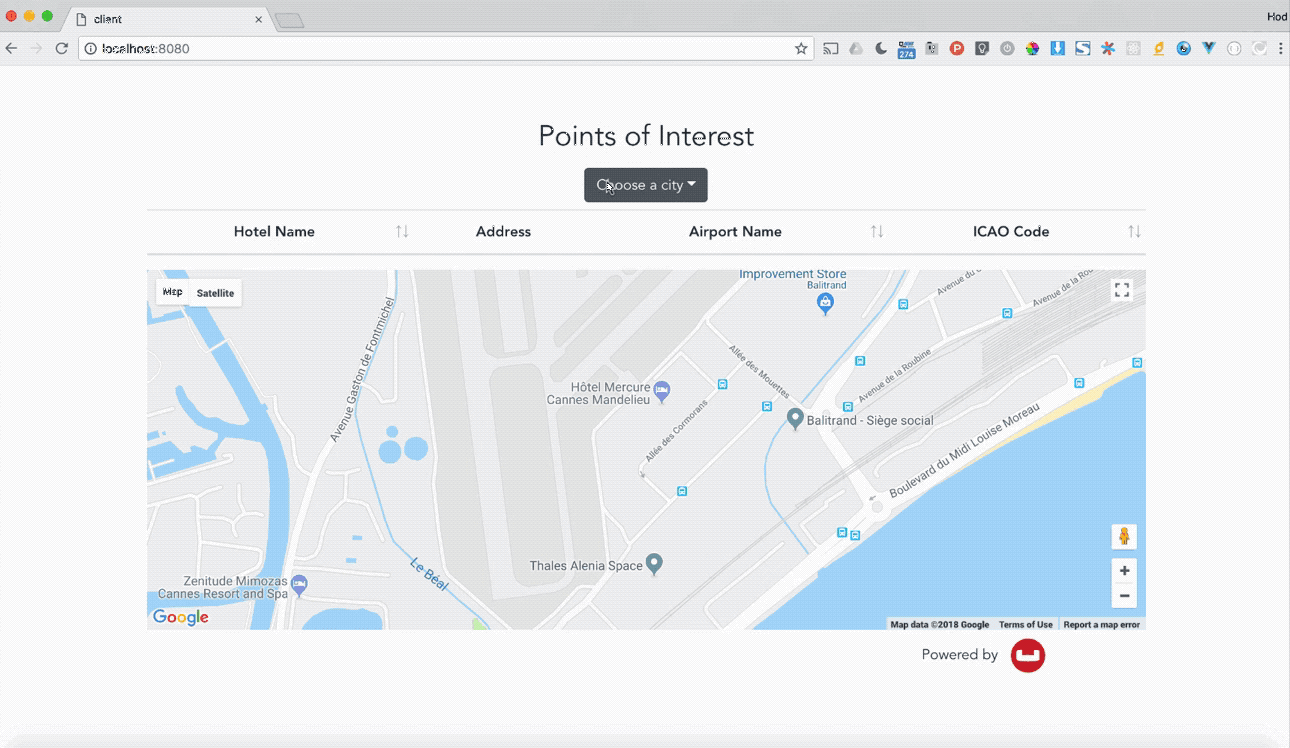 client
Hod
localhost:8080
274
Points of Interest
Choose a city
Hotel Name
Address
Airport Name
ICAO Code
Map
Satellite
Improvement Store
Balitrand
Avenue du
Avenue de la Rou
Avenue Gaston de Fontmichel
Allée des Mouettes
Avenue de la Roubine
Hôtel Mercure
Cannes Mandelieu
Allée des Cormorans
Balitrand - Siège social
Boulevard du Midi Louise Moreau
Thales Alenia Space
Le Béal
Zenitude Mimozas
Cannes Resort and Spa
Google
Map data ©2018 Google
Terms of Use
Report a map error
Powered by